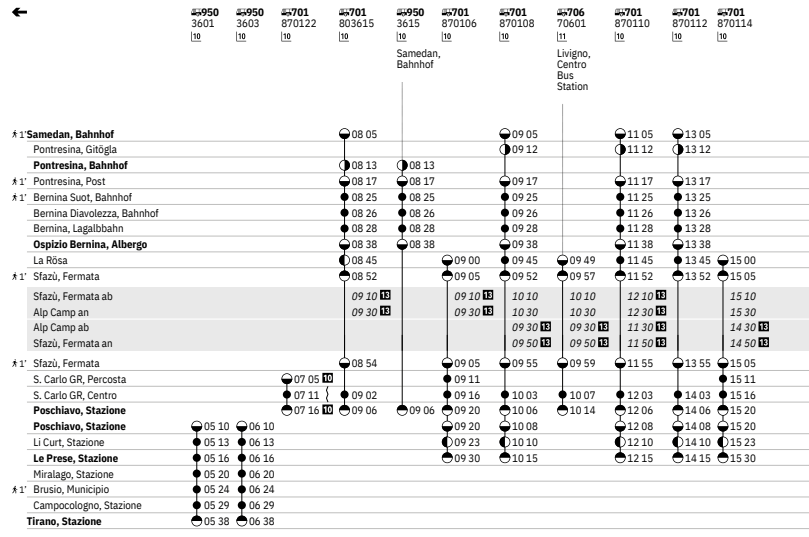 950 950 701 701 950 701 701 706 701 701 701
3601 3603 870122 803615 3615 870106 870108 70601 870110 870112 870114
10 10 10 10 10 10 10 11 10 10 10
Samedan, Livigno,
Bahnhof Centro
Bus
Station
1' Samedan, Bahnhof 08 05 09 05 11 05 13 05
Pontresina, Gitögla 09 12 11 12 13 12
Pontresina, Bahnhof 08 13 08 13
1' Pontresina, Post 08 17 08 17 09 17 11 17 13 17
1' Bernina Suot, Bahnhof 08 25 08 25 09 25 11 25 13 25
Bernina Diavolezza, Bahnhof 08 26 08 26 09 26 11 26 13 26
Bernina, Lagalbbahn 08 28 08 28 09 28 11 28 13 28
Ospizio Bernina, Albergo 08 38 08 38 09 38 11 38 13 38
La Rösa 08 45 09 00 09 45 09 49 11 45 13 45 15 00
1' Sfazù, Fermata 08 52 09 05 09 52 09 57 11 52 13 52 15 05
Sfazù, Fermata ab 09 10 13 09 10 13 10 10 10 10 12 10 13 15 10
Alp Camp an 09 30 13 09 30 13 10 30 10 30 12 30 13 15 30
Alp Camp ab 09 30 13 09 30 13 11 30 13 14 30 13
Sfazù, Fermata an 09 50 13 09 50 13 11 50 13 14 50 13
1' Sfazù, Fermata 08 54 09 05 09 55 09 59 11 55 13 55 15 05
S. Carlo GR, Percosta 07 05 10 09 11 15 11
S. Carlo GR, Centro 07 11 09 02 09 16 10 03 10 07 12 03 14 03 15 16
Poschiavo, Stazione 07 16 10 09 06 09 06 09 20 10 06 10 14 12 06 14 06 15 20
Poschiavo, Stazione 05 10 06 10 09 20 10 08 12 08 14 08 15 20
Li Curt, Stazione 05 13 06 13 09 23 10 10 12 10 14 10 15 23
Le Prese, Stazione 05 16 06 16 09 30 10 15 12 15 14 15 15 30
Miralago, Stazione 05 20 06 20
1' Brusio, Municipio 05 24 06 24
Campocologno, Stazione 05 29 06 29
Tirano, Stazione 05 38 06 38